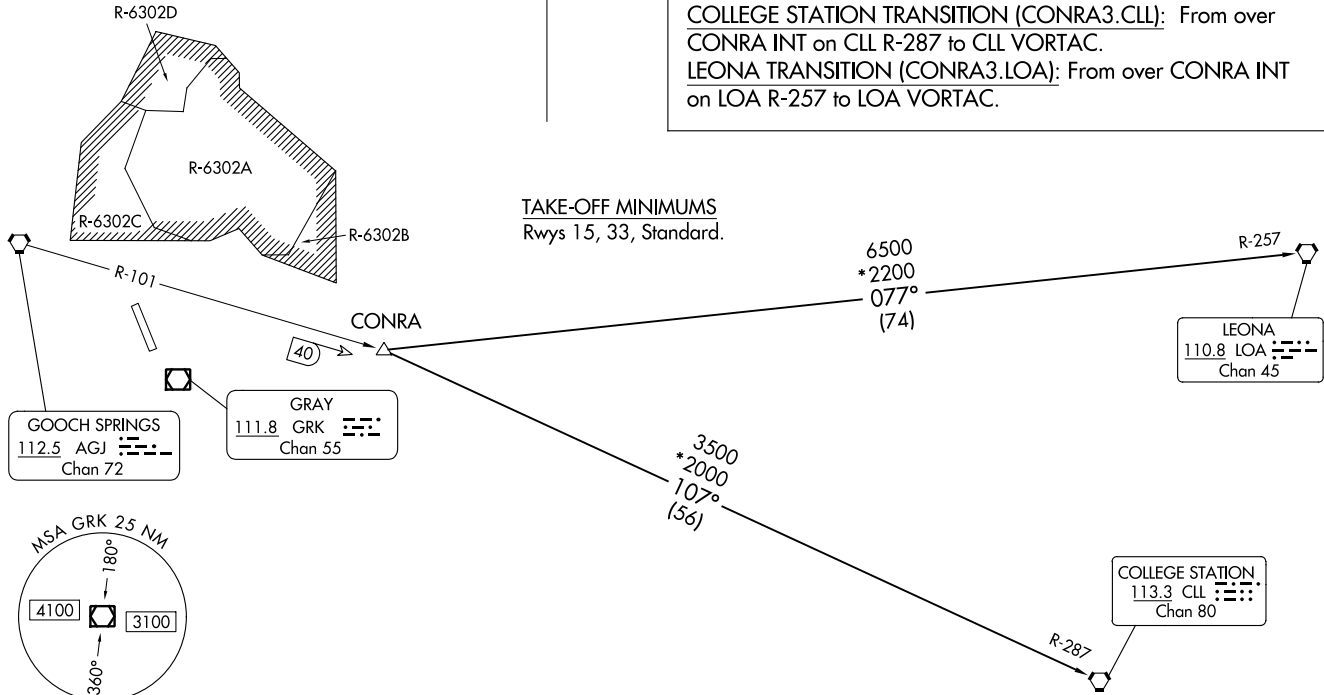 R-6302D
COLLEGE STATION TRANSITION (CONRA3.CLL): From over
CONRA INT on CLL R-287 to CLL VORTAC.
LEONA TRANSITION (CONRA3.LOA): From over CONRA INT
on LOA R-257 to LOA VORTAC.
R-6302A
R-6302C
R-6302B
TAKE-OFF MINIMUMS
Rwys 15, 33, Standard.
R-101
CONRA
40
6500
*2200
077°
(74)
R-257
LEONA
110.8 LOA
Chan 45
GOOCH SPRINGS
112.5 AGJ
Chan 72
GRAY
111.8 GRK
Chan 55
3500
*2000
107°
(56)
MSA GRK 25 NM
180°
4100
3100
360°
COLLEGE STATION
113.3 CLL
Chan 80
R-287